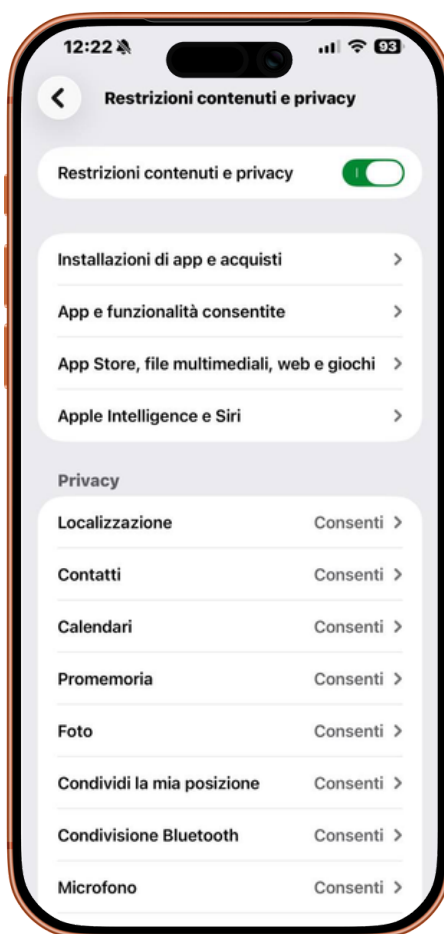 12:22
93
Restrizioni contenuti e privacy
Restrizioni contenuti e privacy
Installazioni di app e acquisti
App e funzionalità consentite
App Store, file multimediali, web e giochi
Apple Intelligence e Siri
Privacy
Localizzazione Consenti
Contatti Consenti
Calendari Consenti
Promemoria Consenti
Foto Consenti
Condividi la mia posizione Consenti
Condivisione Bluetooth Consenti
Microfono Consenti